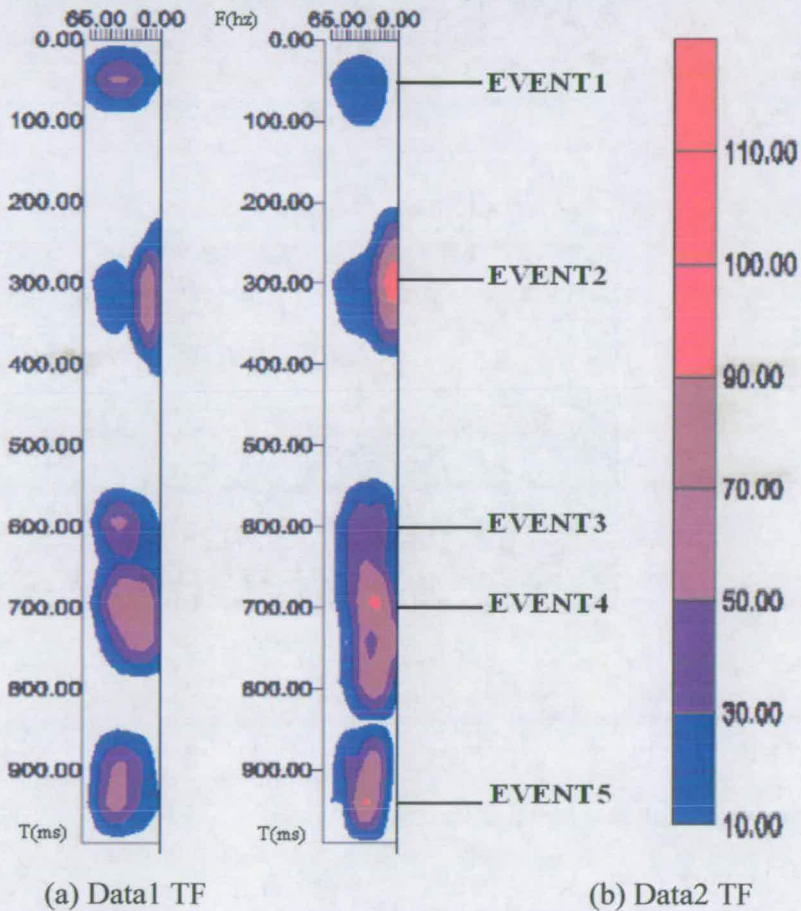 65.00 0.00 F(hz) 65.00 0.00
0.00 0.00
EVENT1
100.00 100.00
110.00
200.00 200.00
100.00
300.00 300.00 EVENT2
400.00 400.00 90.00
500.00 500.00 70.00
600.00 600.00 EVENT3
50.00
700.00 700.00 EVENT4
800.00 800.00 30.00
900.00 900.00
EVENT5
T(ms) T(ms) 10.00
(a) Data1 TF (b) Data2 TF